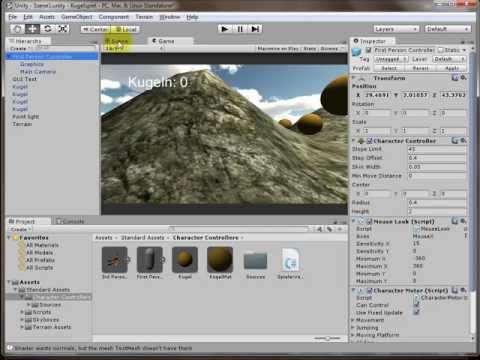 Unity - Scene1.unity - Kugelspiel - PC, Mac & Linux Standalone*
File Edit Assets GameObject Component Terrain Window Help
Center Local
Layers
Layout
Hierarchy
Create
First Person Controller
Graphics
Main Camera
GUI Text
Kugel
Kugel
Kugel
Kugel
Point light
Terrain
Scene
Game
Maximize on Play
Stats
Gizmos
Kugeln: 0
Inspector
First Person Controller
Static
Tag Untagged
Layer Default
Prefab Select Revert Apply
Transform
Position
X 29.4691 Y Z 43.3763
Rotation
X 0 Y 0 Z 0
Scale
X 1 Y 1 Z 1
Character Controller
Slope Limit 45
Step Offset 0.4
Skin Width 0.05
Min Move Distance 0
Center
X 0 Y 0 Z 0
Radius 0.4
Height 2
Mouse Look (Script)
Script MouseLook
Axes MouseX
Sensitivity X 15
Sensitivity Y 0
Minimum X -360
Maximum X 360
Minimum Y 0
Maximum Y 0
Character Motor (Script)
Script CharacterMotor
Can Control
Use Fixed Update
Movement
Jumping
Moving Platform
Project
Console
Create
Favorites
All Materials
All Models
All Prefabs
All Scripts
Assets
Standard Assets
Character Controllers
Sources
Scripts
Skyboxes
Terrain Assets
Assets Standard Assets Character Controllers
3rd Person...
First Pers...
Kugel
KugelMat
Sources
Shader wants normals, but the mesh TextMesh doesn't have them